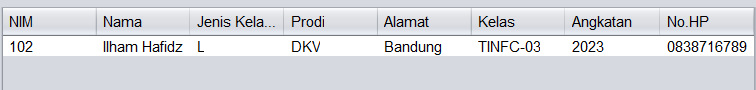 NIM Nama Jenis Kela... Prodi Alamat Kelas Angkatan No.HP
102 Ilham Hafidz L DKV Bandung TINFC-03 2023 0838716789